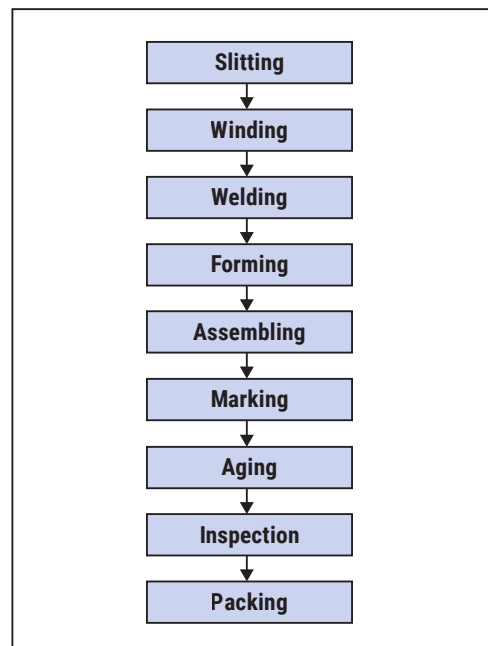 Slitting
Winding
Welding
Forming
Assembling
Marking
Aging
Inspection
Packing